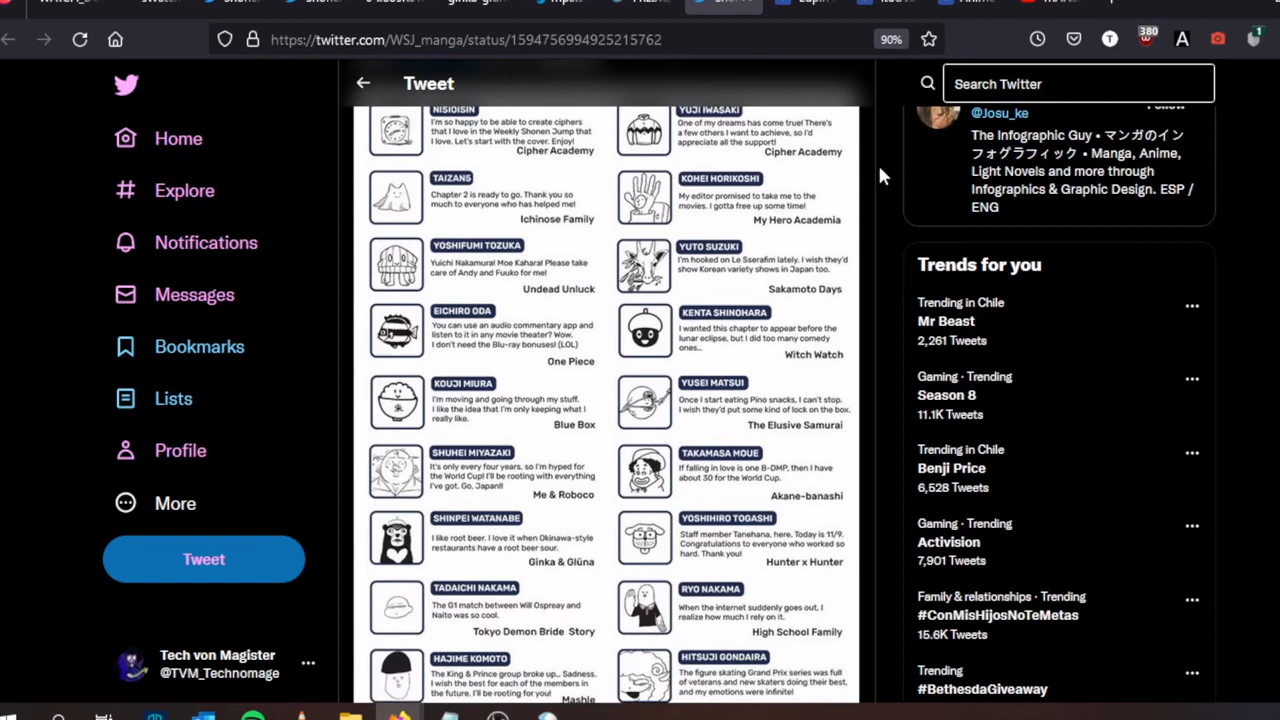 https://twitter.com/WSJ_manga/status/1594756994925215762
90%
380
1
T
A
Home
Explore
Notifications
Messages
Bookmarks
Lists
Profile
More
Tweet
Tech von Magister
@TVM_Technomage
Tweet
NISIOISIN
I'm so happy to be able to create ciphers
that I love in the Weekly Shonen Jump that
I love. Let's start with the cover. Enjoy!
Cipher Academy
YUJI IWASAKI
One of my dreams has come true! There's
a few others I want to achieve, so I'd
appreciate all the support!
Cipher Academy
TAIZAN5
Chapter 2 is ready to go. Thank you so
much to everyone who has helped me!
Ichinose Family
KOHEI HORIKOSHI
My editor promised to take me to the
movies. I gotta free up some time!
My Hero Academia
YOSHIFUMI TOZUKA
Yuichi Nakamura! Moe Kahara! Please take
care of Andy and Fuuko for me!
Undead Unluck
YUTO SUZUKI
I'm hooked on Le Sserafim lately. I wish they'd
show Korean variety shows in Japan too.
Sakamoto Days
EIICHIRO ODA
You can use an audio commentary app and
listen to it in any movie theater? Wow.
I don't need the Blu-ray bonuses! (LOL)
One Piece
KENTA SHINOHARA
I wanted this chapter to appear before the
lunar eclipse, but I did too many comedy
ones...
Witch Watch
KOUJI MIURA
I'm moving and going through my stuff.
I like the idea that I'm only keeping what I
really like.
Blue Box
YUSEI MATSUI
Once I start eating Pino snacks, I can't stop.
I wish they'd put some kind of lock on the box.
The Elusive Samurai
SHUHEI MIYAZAKI
It's only every four years, so I'm hyped for
the World Cup! I'll be rooting with everything
I've got. Go, Japan!!
Me & Roboco
TAKAMASA MOUE
If falling in love is one B-DMP, then I have
about 30 for the World Cup.
Akane-banashi
SHINPEI WATANABE
I like root beer. I love it when Okinawa-style
restaurants have a root beer sour.
Ginka & Glüna
YOSHIHIRO TOGASHI
Staff member Tanehana, here. Today is 11/9.
Congratulations to everyone who worked so
hard. Thank you!
Hunter x Hunter
TADAICHI NAKAMA
The G1 match between Will Ospreay and
Naito was so cool.
Tokyo Demon Bride Story
RYO NAKAMA
When the internet suddenly goes out, I
realize how much I rely on it.
High School Family
HAJIME KOMOTO
The King & Prince group broke up... Sadness.
I wish the best for each of the members in
the future. I'll be rooting for you!
Mashle
HITSUJI GONDAIRA
The figure skating Grand Prix series was full
of veterans and new skaters doing their best,
and my emotions were infinite!
Search Twitter
@Josu_ke
The Infographic Guy • マンガのイン
フォグラフィック • Manga, Anime,
Light Novels and more through
Infographics & Graphic Design. ESP /
ENG
Trends for you
Trending in Chile
Mr Beast
2,261 Tweets
Gaming · Trending
Season 8
11.1K Tweets
Trending in Chile
Benji Price
6,528 Tweets
Gaming · Trending
Activision
7,901 Tweets
Family & relationships · Trending
#ConMisHijosNoTeMetas
15.6K Tweets
Trending
#BethesdaGiveaway